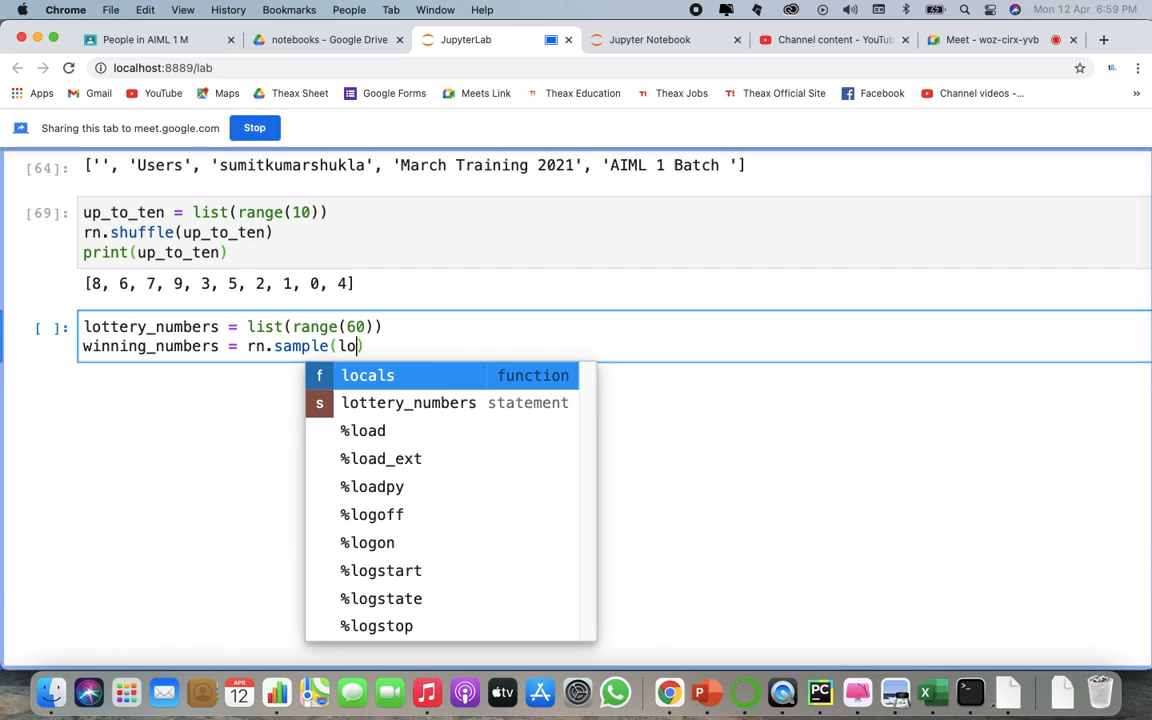 Chrome File Edit View History Bookmarks People Tab Window Help Mon 12 Apr 6:59 PM
People in AIML 1 M notebooks - Google Drive JupyterLab Jupyter Notebook Channel content - YouTub Meet - woz-cirx-yvb
localhost:8889/lab
Apps Gmail YouTube Maps Theax Sheet Google Forms Meets Link Theax Education Theax Jobs Theax Official Site Facebook Channel videos -... »
Sharing this tab to meet.google.com Stop
[64]: ['', 'Users', 'sumitkumarshukla', 'March Training 2021', 'AIML 1 Batch ']
[69]: up_to_ten = list(range(10))
rn.shuffle(up_to_ten)
print(up_to_ten)
[8, 6, 7, 9, 3, 5, 2, 1, 0, 4]
[ ]: lottery_numbers = list(range(60))
winning_numbers = rn.sample(lo)
f locals function
s lottery_numbers statement
%load
%load_ext
%loadpy
%logoff
%logon
%logstart
%logstate
%logstop
APR
12 tv P PC X >_